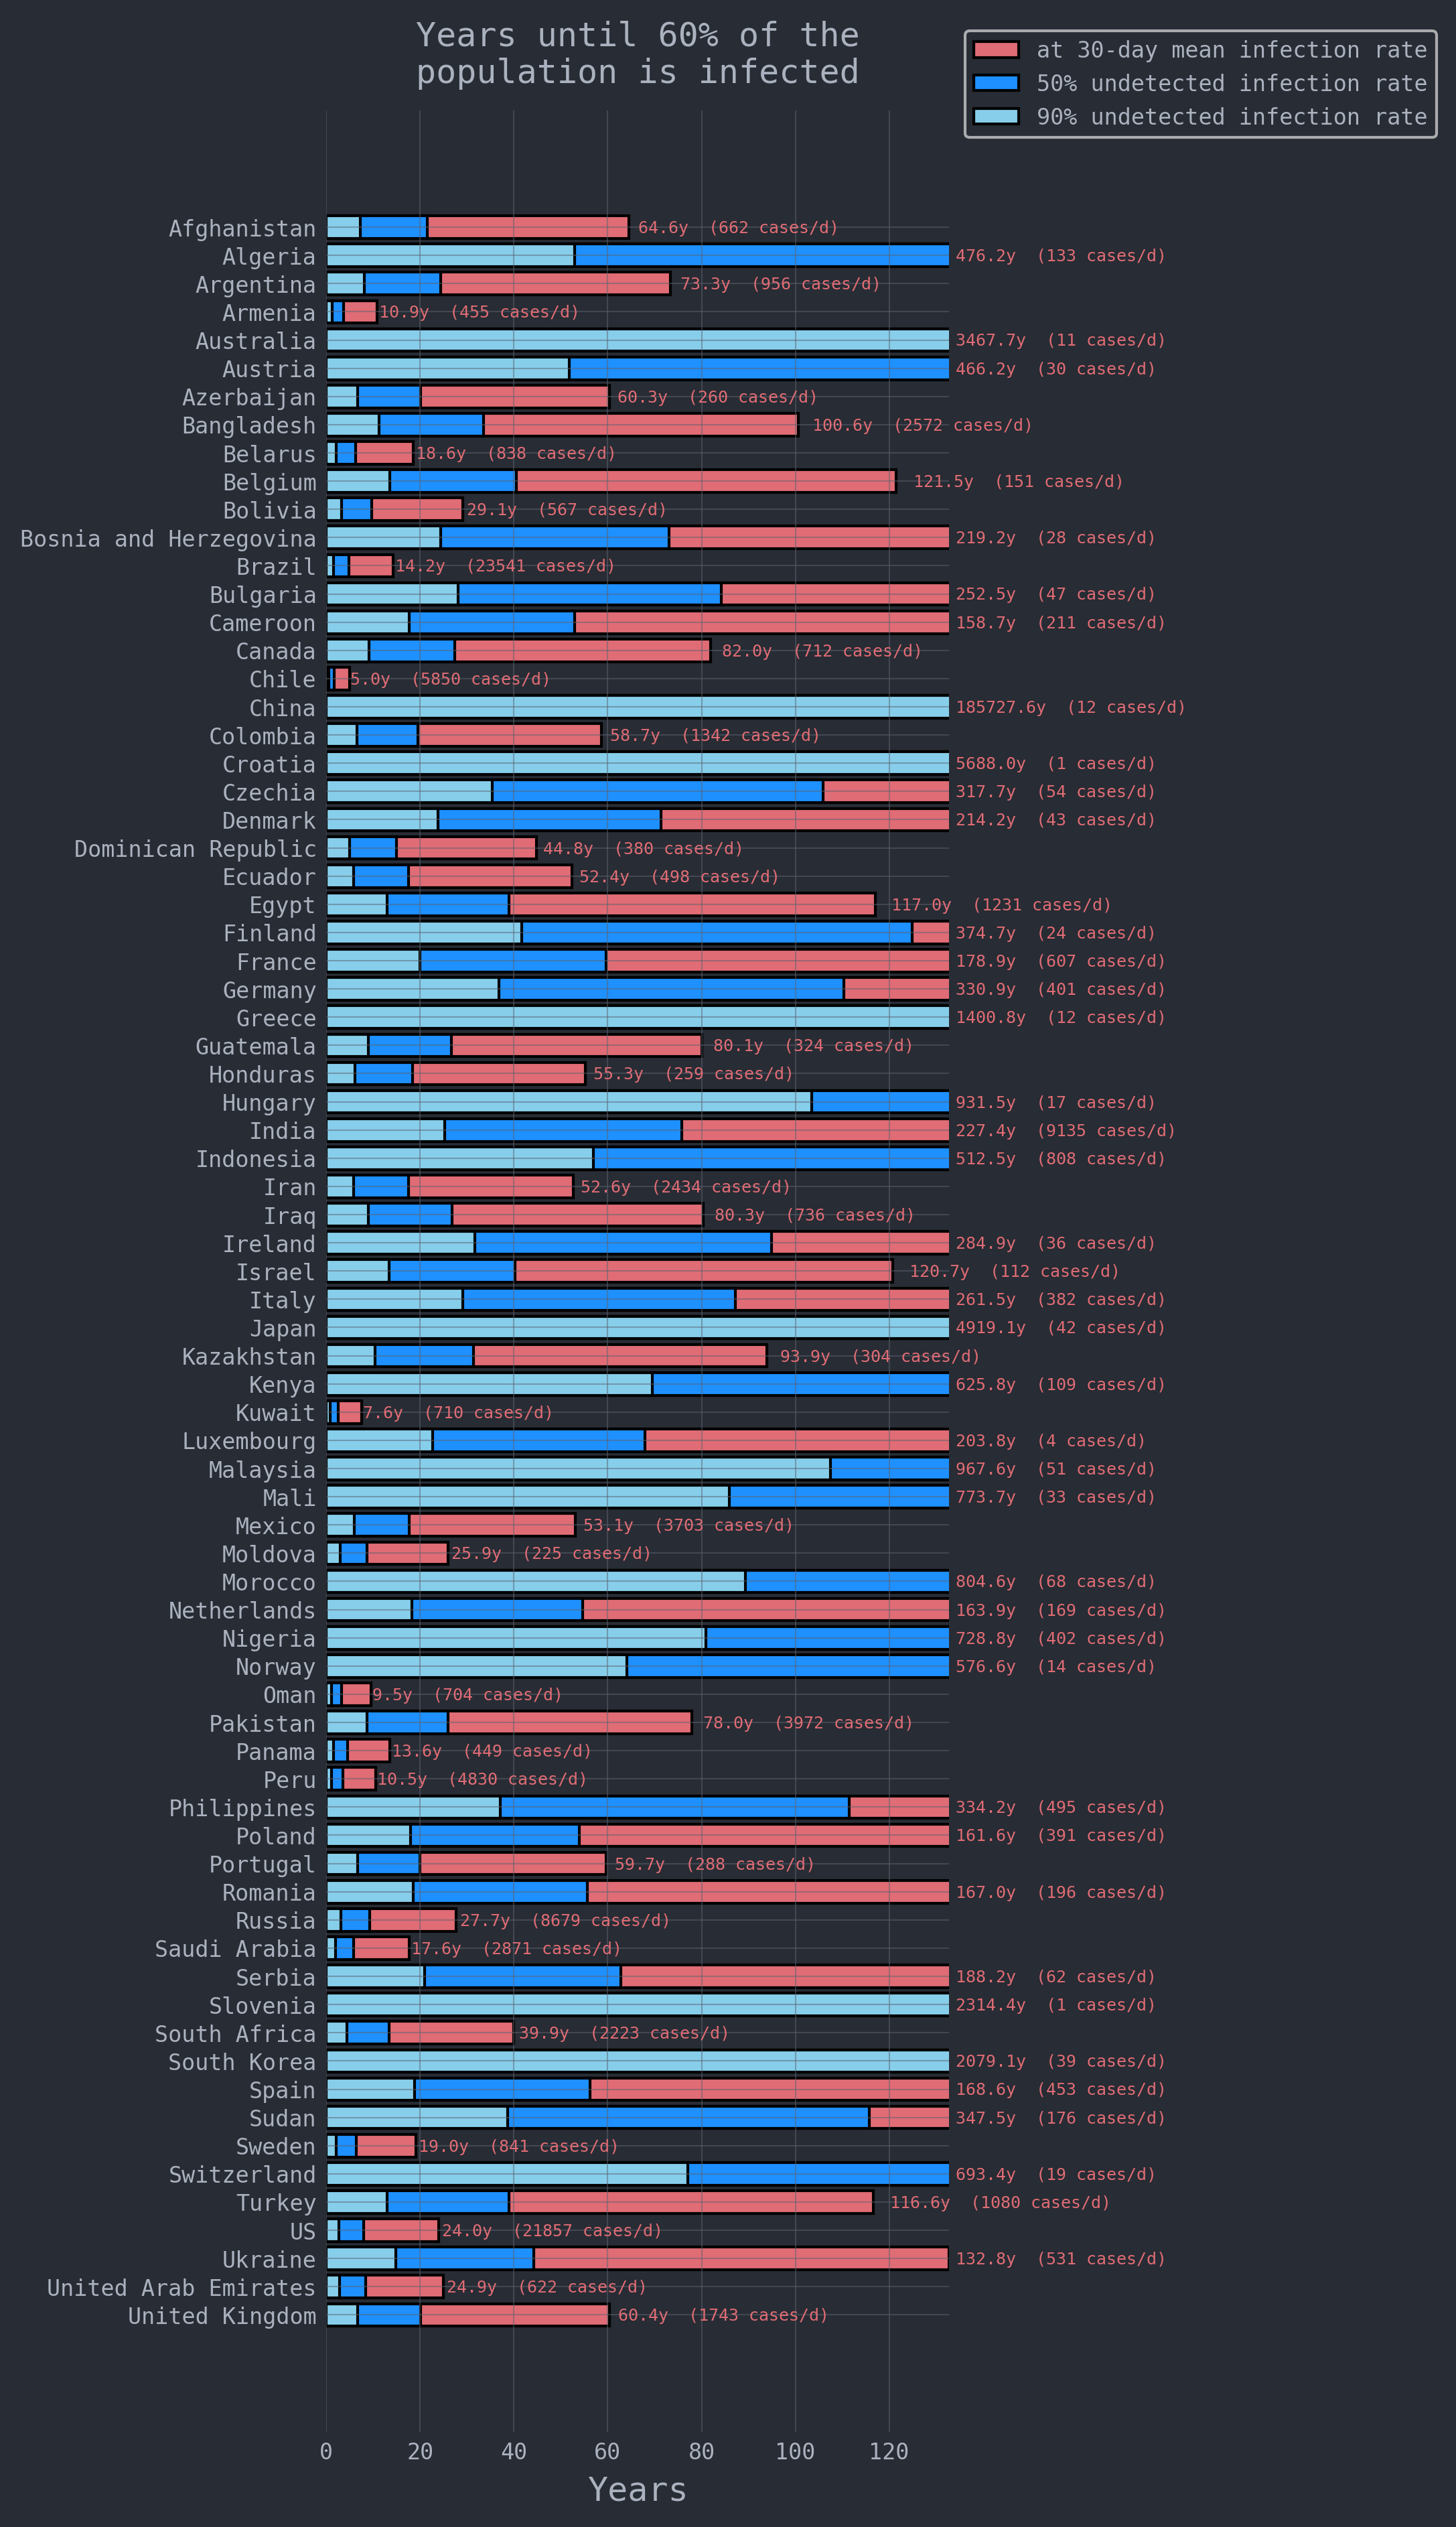 Years until 60% of the
population is infected
at 30-day mean infection rate
50% undetected infection rate
90% undetected infection rate
Afghanistan 64.6y (662 cases/d)
Algeria 476.2y (133 cases/d)
Argentina 73.3y (956 cases/d)
Armenia 10.9y (455 cases/d)
Australia 3467.7y (11 cases/d)
Austria 466.2y (30 cases/d)
Azerbaijan 60.3y (260 cases/d)
Bangladesh 100.6y (2572 cases/d)
Belarus 18.6y (838 cases/d)
Belgium 121.5y (151 cases/d)
Bolivia 29.1y (567 cases/d)
Bosnia and Herzegovina 219.2y (28 cases/d)
Brazil 14.2y (23541 cases/d)
Bulgaria 252.5y (47 cases/d)
Cameroon 158.7y (211 cases/d)
Canada 82.0y (712 cases/d)
Chile 5.0y (5850 cases/d)
China 185727.6y (12 cases/d)
Colombia 58.7y (1342 cases/d)
Croatia 5688.0y (1 cases/d)
Czechia 317.7y (54 cases/d)
Denmark 214.2y (43 cases/d)
Dominican Republic 44.8y (380 cases/d)
Ecuador 52.4y (498 cases/d)
Egypt 117.0y (1231 cases/d)
Finland 374.7y (24 cases/d)
France 178.9y (607 cases/d)
Germany 330.9y (401 cases/d)
Greece 1400.8y (12 cases/d)
Guatemala 80.1y (324 cases/d)
Honduras 55.3y (259 cases/d)
Hungary 931.5y (17 cases/d)
India 227.4y (9135 cases/d)
Indonesia 512.5y (808 cases/d)
Iran 52.6y (2434 cases/d)
Iraq 80.3y (736 cases/d)
Ireland 284.9y (36 cases/d)
Israel 120.7y (112 cases/d)
Italy 261.5y (382 cases/d)
Japan 4919.1y (42 cases/d)
Kazakhstan 93.9y (304 cases/d)
Kenya 625.8y (109 cases/d)
Kuwait 7.6y (710 cases/d)
Luxembourg 203.8y (4 cases/d)
Malaysia 967.6y (51 cases/d)
Mali 773.7y (33 cases/d)
Mexico 53.1y (3703 cases/d)
Moldova 25.9y (225 cases/d)
Morocco 804.6y (68 cases/d)
Netherlands 163.9y (169 cases/d)
Nigeria 728.8y (402 cases/d)
Norway 576.6y (14 cases/d)
Oman 9.5y (704 cases/d)
Pakistan 78.0y (3972 cases/d)
Panama 13.6y (449 cases/d)
Peru 10.5y (4830 cases/d)
Philippines 334.2y (495 cases/d)
Poland 161.6y (391 cases/d)
Portugal 59.7y (288 cases/d)
Romania 167.0y (196 cases/d)
Russia 27.7y (8679 cases/d)
Saudi Arabia 17.6y (2871 cases/d)
Serbia 188.2y (62 cases/d)
Slovenia 2314.4y (1 cases/d)
South Africa 39.9y (2223 cases/d)
South Korea 2079.1y (39 cases/d)
Spain 168.6y (453 cases/d)
Sudan 347.5y (176 cases/d)
Sweden 19.0y (841 cases/d)
Switzerland 693.4y (19 cases/d)
Turkey 116.6y (1080 cases/d)
US 24.0y (21857 cases/d)
Ukraine 132.8y (531 cases/d)
United Arab Emirates 24.9y (622 cases/d)
United Kingdom 60.4y (1743 cases/d)
0 20 40 60 80 100 120
Years